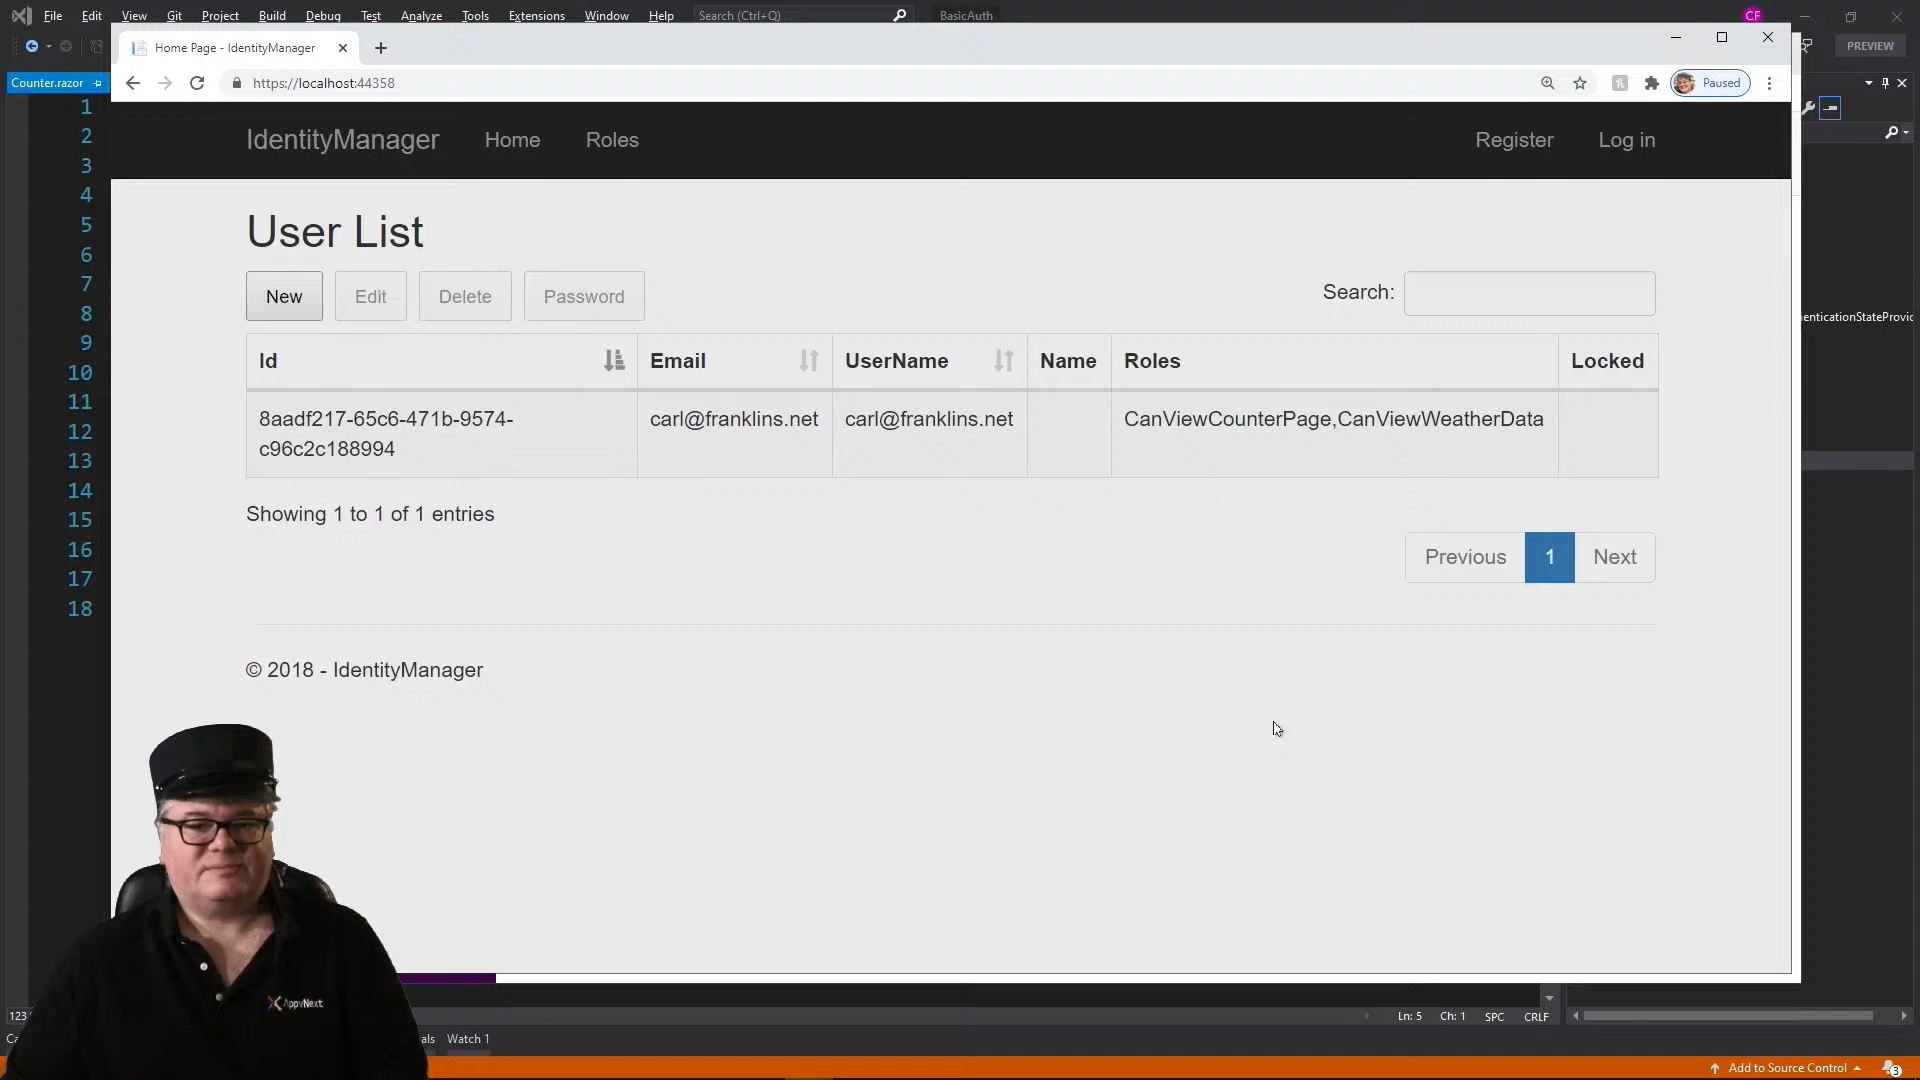 File Edit View Git Project Build Debug Test Analyze Tools Extensions Window Help Search (Ctrl+Q) BasicAuth CF
PREVIEW
Home Page - IdentityManager
Counter.razor
https://localhost:44358
Paused
IdentityManager Home Roles Register Log in
User List
New Edit Delete Password Search:
Id Email UserName Name Roles Locked
8aadf217-65c6-471b-9574-
c96c2c188994
carl@franklins.net
carl@franklins.net
CanViewCounterPage,CanViewWeatherData
Showing 1 to 1 of 1 entries
Previous 1 Next
© 2018 - IdentityManager
1
2
3
4
5
6
7
8
9
10
11
12
13
14
15
16
17
18
AppvNext
123
Ln: 5 Ch: 1 SPC CRLF
Watch 1
Add to Source Control 3